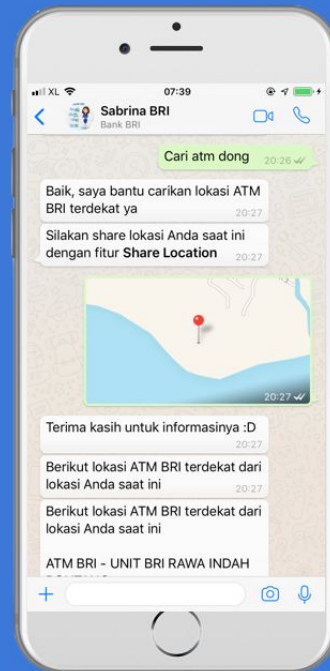 XL 07:39
Sabrina BRI
Bank BRI
Cari atm dong 20:26
Baik, saya bantu carikan lokasi ATM
BRI terdekat ya 20:27
Silakan share lokasi Anda saat ini
dengan fitur Share Location 20:27
20:27
Terima kasih untuk informasinya :D
20:27
Berikut lokasi ATM BRI terdekat dari
lokasi Anda saat ini 20:27
Berikut lokasi ATM BRI terdekat dari
lokasi Anda saat ini
ATM BRI - UNIT BRI RAWA INDAH